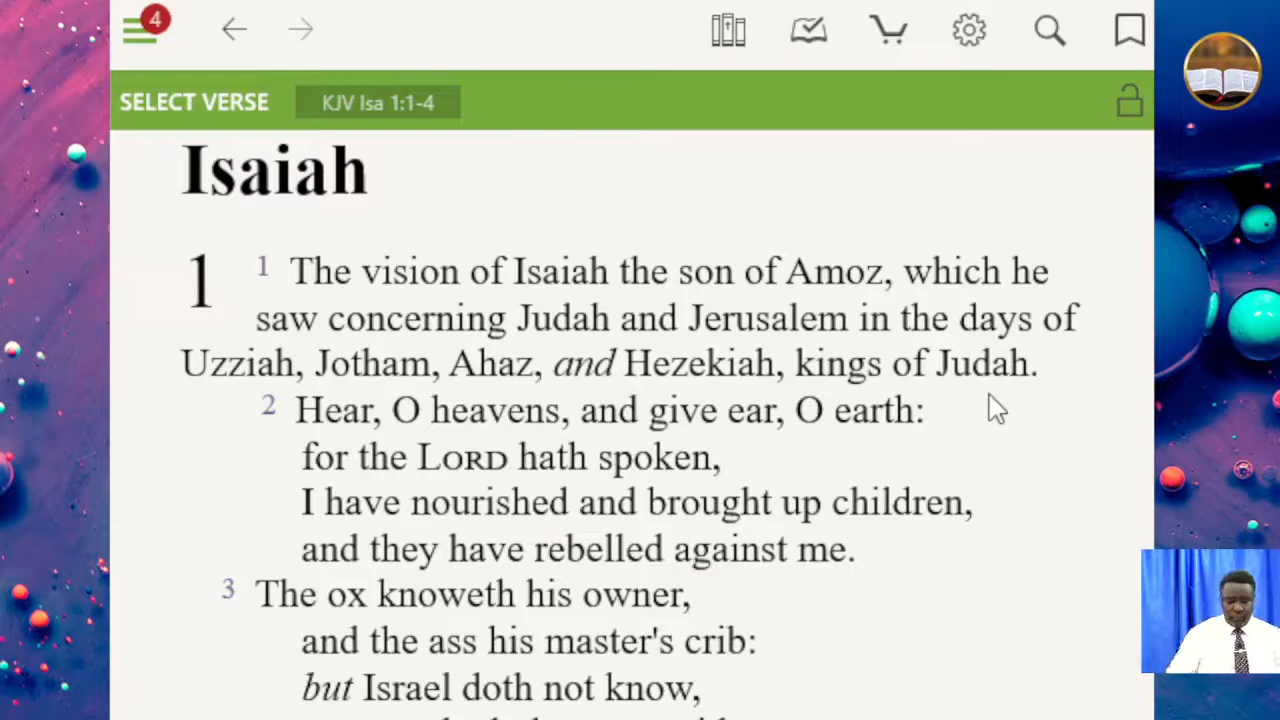 4
SELECT VERSE KJV Isa 1:1-4
Isaiah
1 1 The vision of Isaiah the son of Amoz, which he
saw concerning Judah and Jerusalem in the days of
Uzziah, Jotham, Ahaz, and Hezekiah, kings of Judah.
2 Hear, O heavens, and give ear, O earth:
for the LORD hath spoken,
I have nourished and brought up children,
and they have rebelled against me.
3 The ox knoweth his owner,
and the ass his master's crib:
but Israel doth not know,